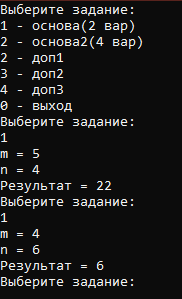 Выберите задание:
1 - основа(2 вар)
2 - основа2(4 вар)
2 - доп1
3 - доп2
4 - доп3
0 - выход
Выберите задание:
1
m = 5
n = 4
Результат = 22
Выберите задание:
1
m = 4
n = 6
Результат = 6
Выберите задание: